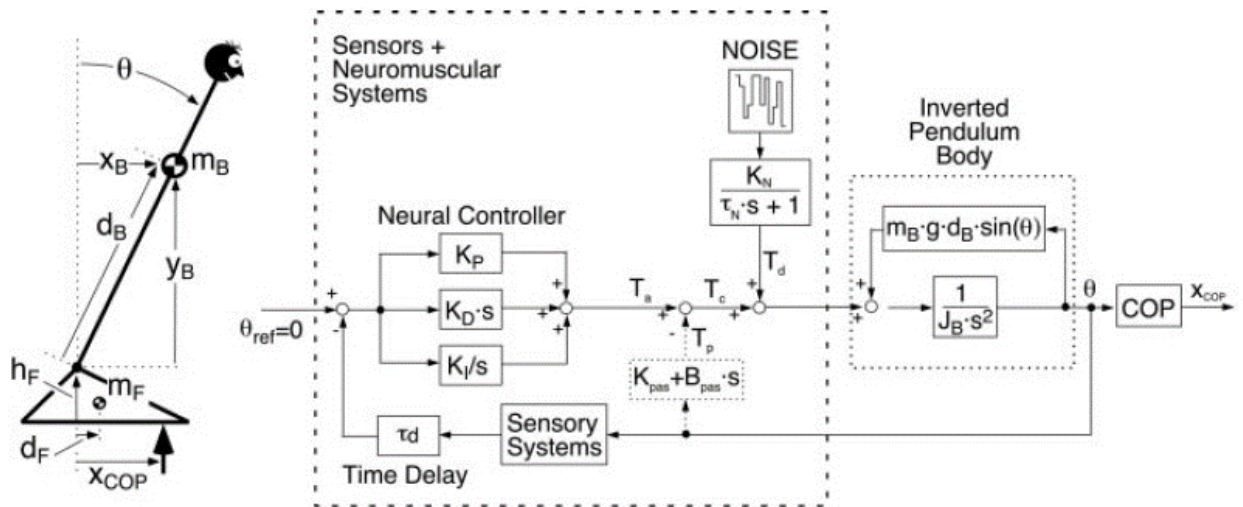 θ
x_B
m_B
d_B
y_B
h_F
m_F
d_F
x_COP
Sensors +
Neuromuscular
Systems
NOISE
K_N
τ_N·s + 1
T_d
Neural Controller
K_P
K_D·s
K_I/s
+
-
θ_ref=0
+
+
+
T_a
+
-
T_c
T_p
+
+
K_pas+B_pas·s
Sensory
Systems
τd
Time Delay
Inverted
Pendulum
Body
m_B·g·d_B·sin(θ)
+
+
1
J_B·s²
θ
COP
x_COP